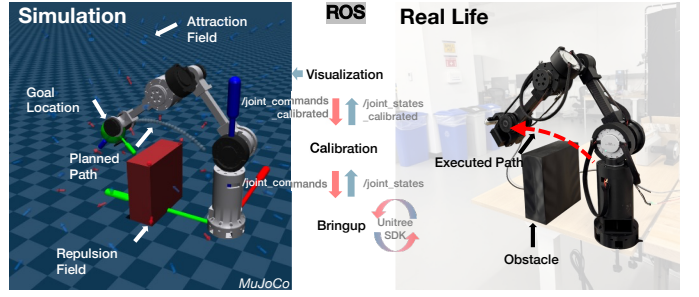 Simulation
ROS
Real Life
Attraction
Field
Goal
Location
Planned
Path
Repulsion
Field
MuJoCo
Visualization
/joint_commands
_calibrated
/joint_states
_calibrated
Calibration
/joint_commands
/joint_states
Bringup
Unitree
SDK
Executed Path
Obstacle